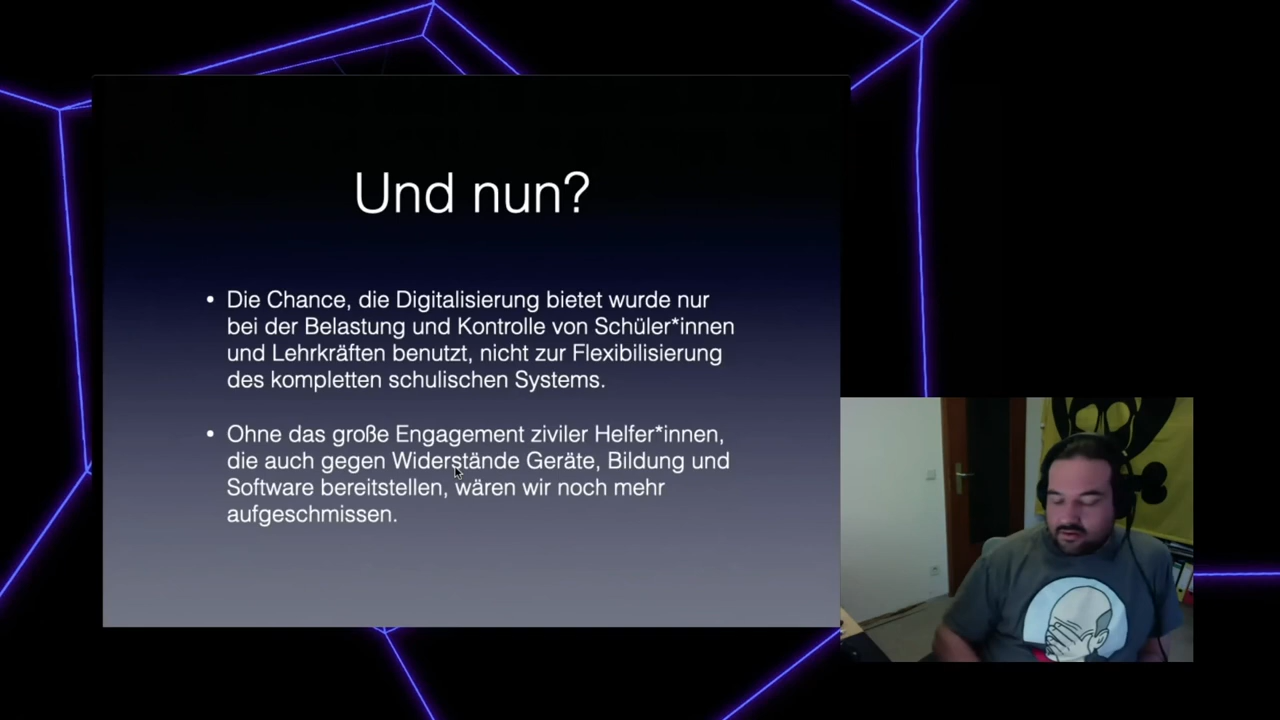 Und nun?
• Die Chance, die Digitalisierung bietet wurde nur
bei der Belastung und Kontrolle von Schüler*innen
und Lehrkräften benutzt, nicht zur Flexibilisierung
des kompletten schulischen Systems.
• Ohne das große Engagement ziviler Helfer*innen,
die auch gegen Widerstände Geräte, Bildung und
Software bereitstellen, wären wir noch mehr
aufgeschmissen.